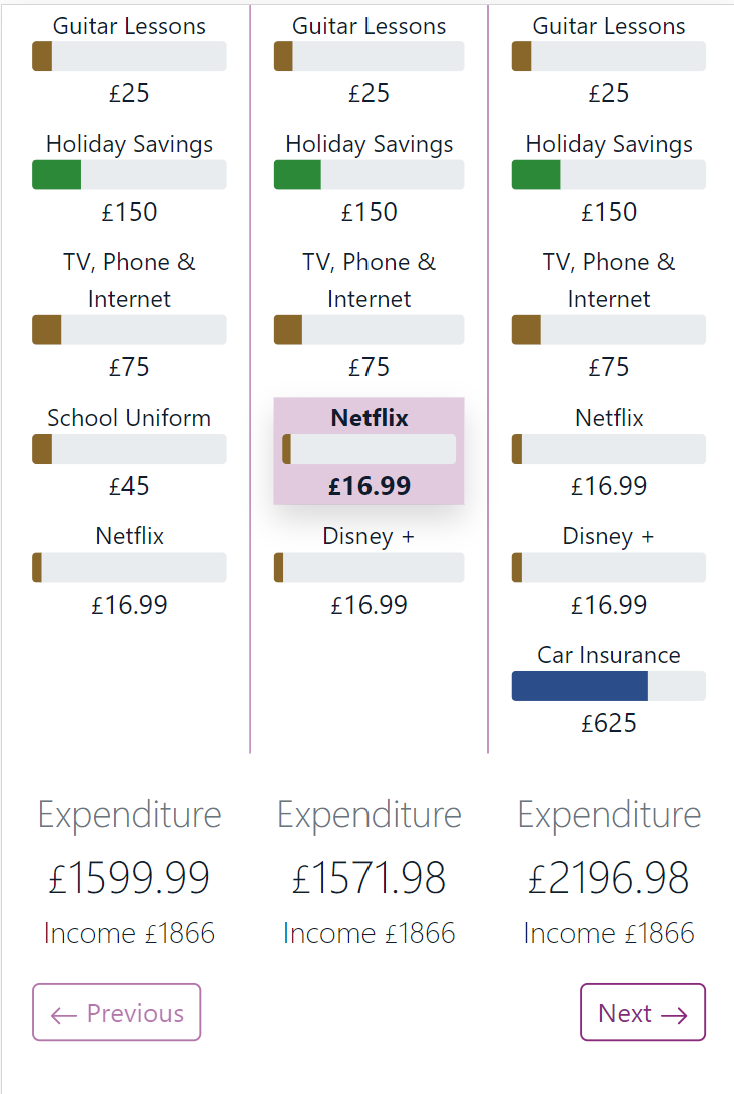 Guitar Lessons
£25
Holiday Savings
£150
TV, Phone &
Internet
£75
School Uniform
£45
Netflix
£16.99
Expenditure
£1599.99
Income £1866
Guitar Lessons
£25
Holiday Savings
£150
TV, Phone &
Internet
£75
Netflix
£16.99
Disney +
£16.99
Expenditure
£1571.98
Income £1866
Guitar Lessons
£25
Holiday Savings
£150
TV, Phone &
Internet
£75
Netflix
£16.99
Disney +
£16.99
Car Insurance
£625
Expenditure
£2196.98
Income £1866
← Previous
Next →